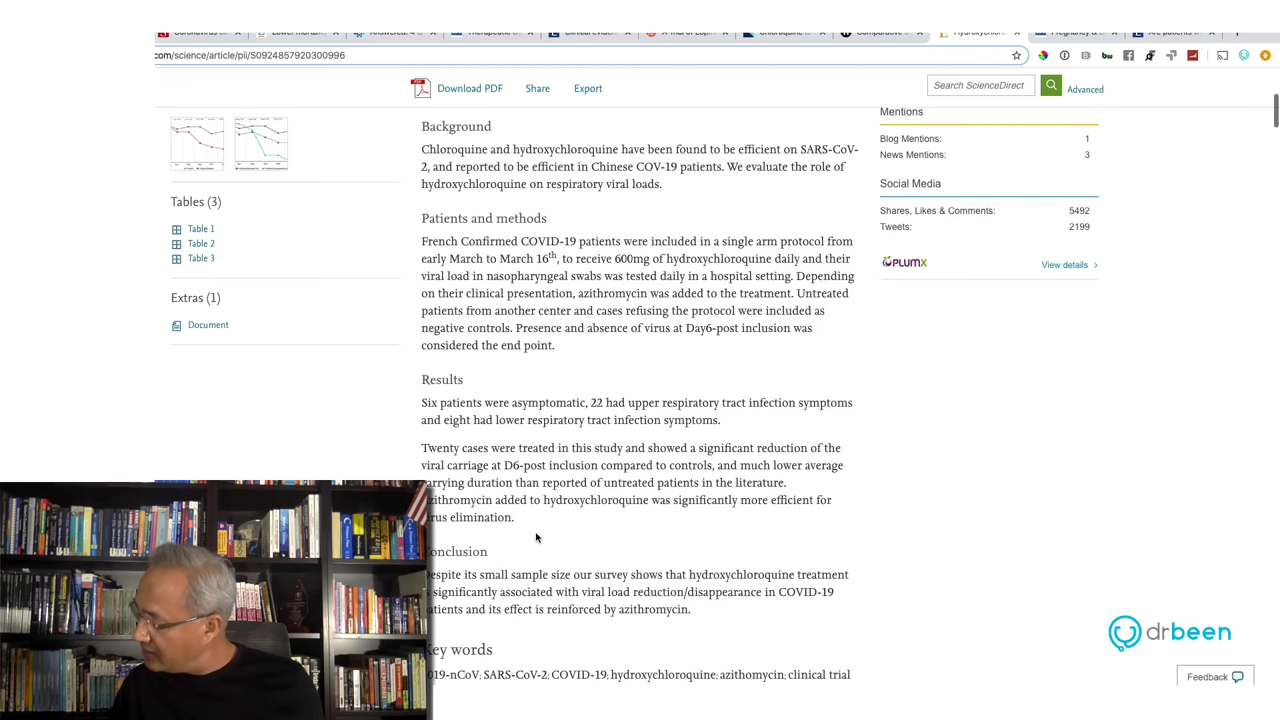 com/science/article/pii/S0924857920300996
Download PDF
Share
Export
Search ScienceDirect
Advanced
Tables (3)
Table 1
Table 2
Table 3
Extras (1)
Document
Background
Chloroquine and hydroxychloroquine have been found to be efficient on SARS-CoV-
2, and reported to be efficient in Chinese COV-19 patients. We evaluate the role of
hydroxychloroquine on respiratory viral loads.
Patients and methods
French Confirmed COVID-19 patients were included in a single arm protocol from
early March to March 16th, to receive 600mg of hydroxychloroquine daily and their
viral load in nasopharyngeal swabs was tested daily in a hospital setting. Depending
on their clinical presentation, azithromycin was added to the treatment. Untreated
patients from another center and cases refusing the protocol were included as
negative controls. Presence and absence of virus at Day6-post inclusion was
considered the end point.
Results
Six patients were asymptomatic, 22 had upper respiratory tract infection symptoms
and eight had lower respiratory tract infection symptoms.
Twenty cases were treated in this study and showed a significant reduction of the
viral carriage at D6-post inclusion compared to controls, and much lower average
arrying duration than reported of untreated patients in the literature.
zithromycin added to hydroxychloroquine was significantly more efficient for
rus elimination.
onclusion
espite its small sample size our survey shows that hydroxychloroquine treatment
significantly associated with viral load reduction/disappearance in COVID-19
atients and its effect is reinforced by azithromycin.
Key words
019-nCoV; SARS-CoV-2; COVID-19; hydroxychloroquine; azithomycin; clinical trial
Mentions
Blog Mentions: 1
News Mentions: 3
Social Media
Shares, Likes & Comments: 5492
Tweets: 2199
PLUMX
View details
drbeen
Feedback